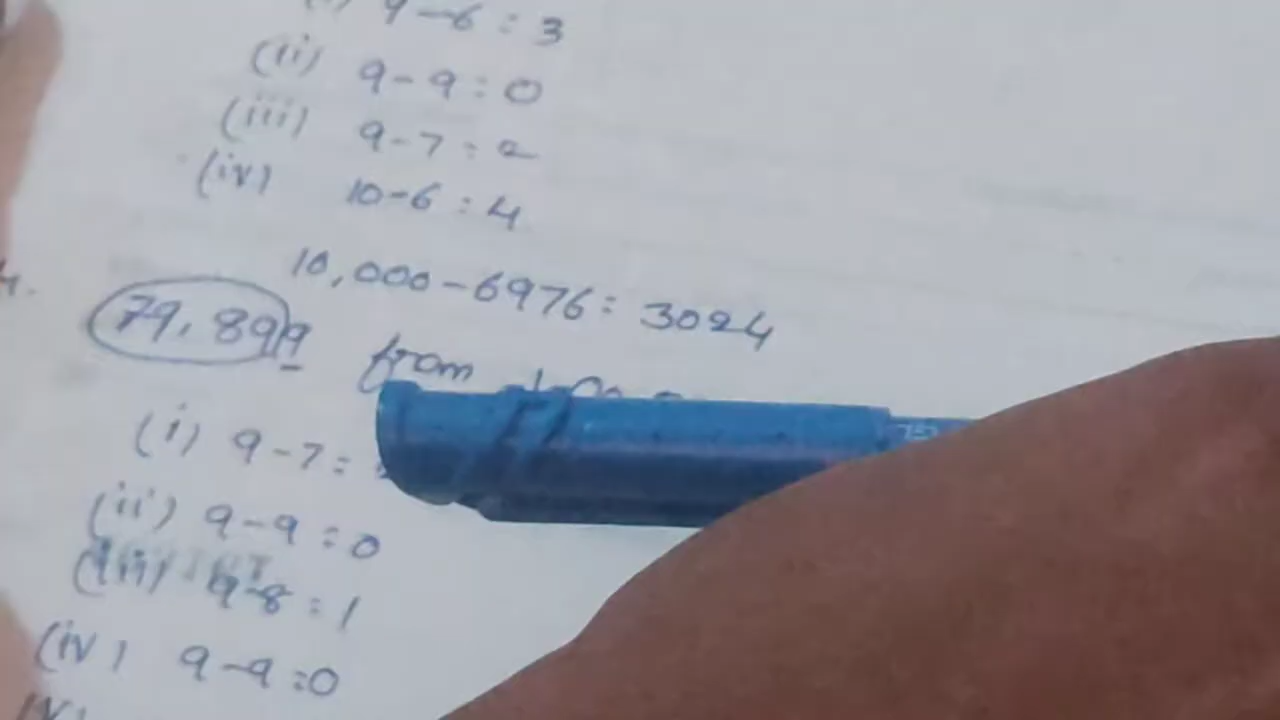 9-6:3
(ii) 9-9:0
(iii) 9-7:2
(iv) 10-6:4
10,000-6976:3024
79,899 from
(i) 9-7:
(ii) 9-9:0
(iii) 9-8:1
(iv) 9-9:0